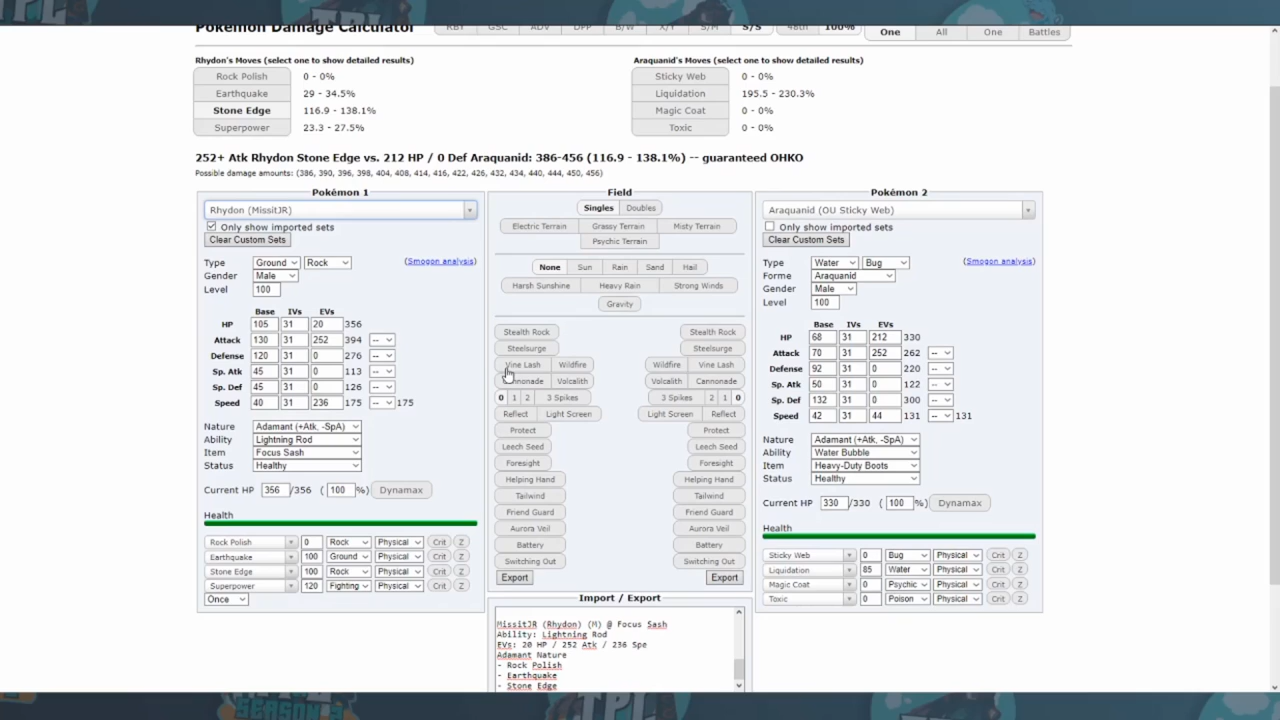 Pokémon Damage Calculator RBY GSC ADV DPP B/W X/Y S/M S/S 48th 100% One All One Battles
Rhydon's Moves (select one to show detailed results)
Rock Polish 0 - 0%
Earthquake 29 - 34.5%
Stone Edge 116.9 - 138.1%
Superpower 23.3 - 27.5%
Araquanid's Moves (select one to show detailed results)
Sticky Web 0 - 0%
Liquidation 195.5 - 230.3%
Magic Coat 0 - 0%
Toxic 0 - 0%
252+ Atk Rhydon Stone Edge vs. 212 HP / 0 Def Araquanid: 386-456 (116.9 - 138.1%) -- guaranteed OHKO
Possible damage amounts: (386, 390, 396, 398, 404, 408, 414, 416, 422, 426, 432, 434, 440, 444, 450, 456)
Pokémon 1
Rhydon (MissitJR)
Only show imported sets
Clear Custom Sets
Type Ground Rock (Smogon analysis)
Gender Male
Level 100
Base IVs EVs
HP 105 31 20 356
Attack 130 31 252 394 --
Defense 120 31 0 276 --
Sp. Atk 45 31 0 113 --
Sp. Def 45 31 0 126 --
Speed 40 31 236 175 -- 175
Nature Adamant (+Atk, -SpA)
Ability Lightning Rod
Item Focus Sash
Status Healthy
Current HP 356 /356 ( 100 %) Dynamax
Health
Rock Polish 0 Rock Physical Crit Z
Earthquake 100 Ground Physical Crit Z
Stone Edge 100 Rock Physical Crit Z
Superpower 120 Fighting Physical Crit Z
Once
Field
Singles Doubles
Electric Terrain Grassy Terrain Misty Terrain
Psychic Terrain
None Sun Rain Sand Hail
Harsh Sunshine Heavy Rain Strong Winds
Gravity
Stealth Rock Stealth Rock
Steelsurge Steelsurge
Vine Lash Wildfire Wildfire Vine Lash
Cannonade Volcalith Volcalith Cannonade
0 1 2 3 Spikes 3 Spikes 2 1 0
Reflect Light Screen Light Screen Reflect
Protect Protect
Leech Seed Leech Seed
Foresight Foresight
Helping Hand Helping Hand
Tailwind Tailwind
Friend Guard Friend Guard
Aurora Veil Aurora Veil
Battery Battery
Switching Out Switching Out
Export Export
Import / Export
MissitJR (Rhydon) (M) @ Focus Sash
Ability: Lightning Rod
EVs: 20 HP / 252 Atk / 236 Spe
Adamant Nature
- Rock Polish
- Earthquake
- Stone Edge
Pokémon 2
Araquanid (OU Sticky Web)
Only show imported sets
Clear Custom Sets
Type Water Bug (Smogon analysis)
Forme Araquanid
Gender Male
Level 100
Base IVs EVs
HP 68 31 212 330
Attack 70 31 252 262 --
Defense 92 31 0 220 --
Sp. Atk 50 31 0 122 --
Sp. Def 132 31 0 300 --
Speed 42 31 44 131 -- 131
Nature Adamant (+Atk, -SpA)
Ability Water Bubble
Item Heavy-Duty Boots
Status Healthy
Current HP 330 /330 ( 100 %) Dynamax
Health
Sticky Web 0 Bug Physical Crit Z
Liquidation 85 Water Physical Crit Z
Magic Coat 0 Psychic Physical Crit Z
Toxic 0 Poison Physical Crit Z
TPL
SEASON
TPL